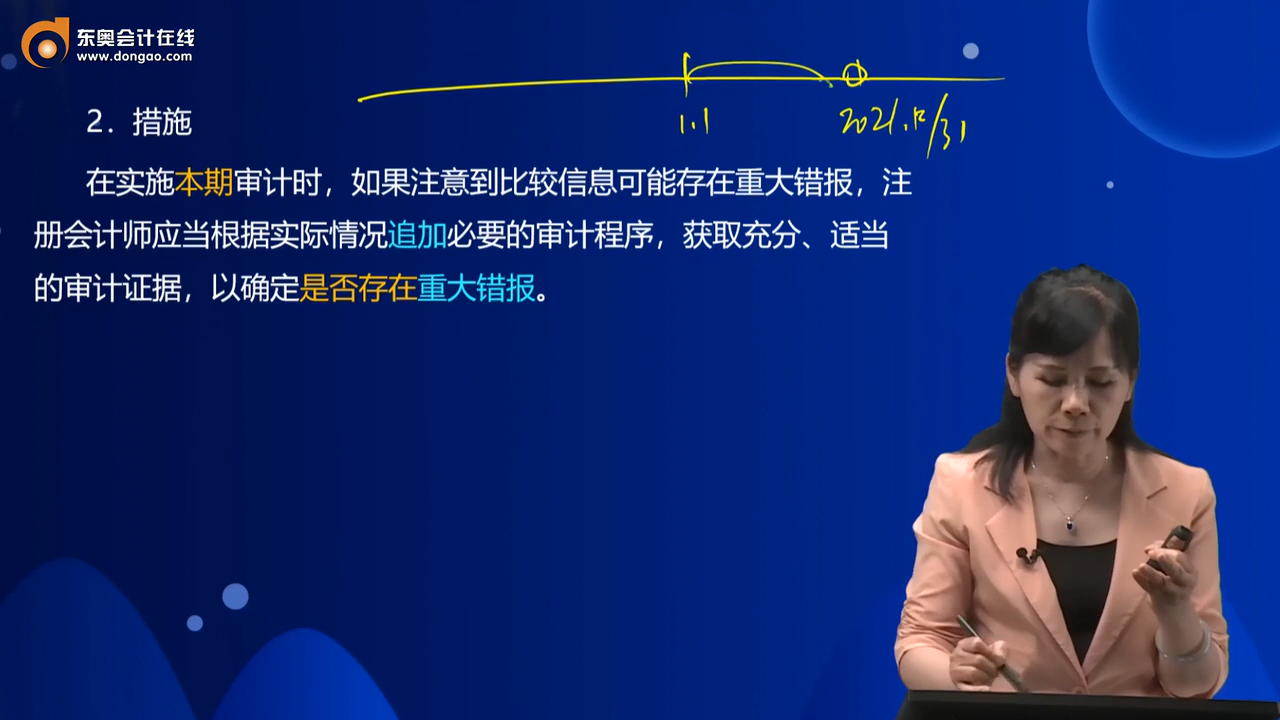 东奥会计在线
www.dongao.com
1.1
2021.12/31
2. 措施
在实施本期审计时，如果注意到比较信息可能存在重大错报，注
册会计师应当根据实际情况追加必要的审计程序，获取充分、适当
的审计证据，以确定是否存在重大错报。